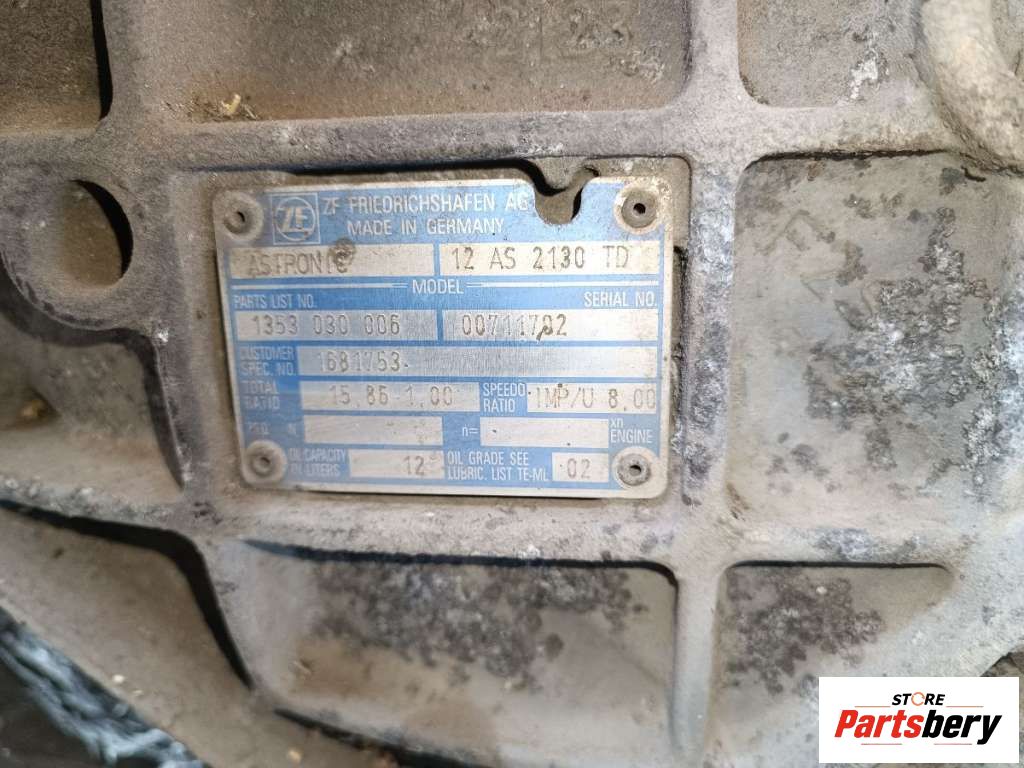 ZF
ZF FRIEDRICHSHAFEN AG
MADE IN GERMANY
ASTRONIC 12 AS 2130 TD
MODEL
PARTS LIST NO. SERIAL NO.
1353 030 006 00711702
CUSTOMER SPEC. NO. 1681753
TOTAL RATIO 15,86-1,00 SPEEDO RATIO IMP/U 8,00
N n= xn ENGINE
OIL CAPACITY IN LITERS 12 OIL GRADE SEE LUBRIC. LIST TE-ML 02
STORE
Partsbery